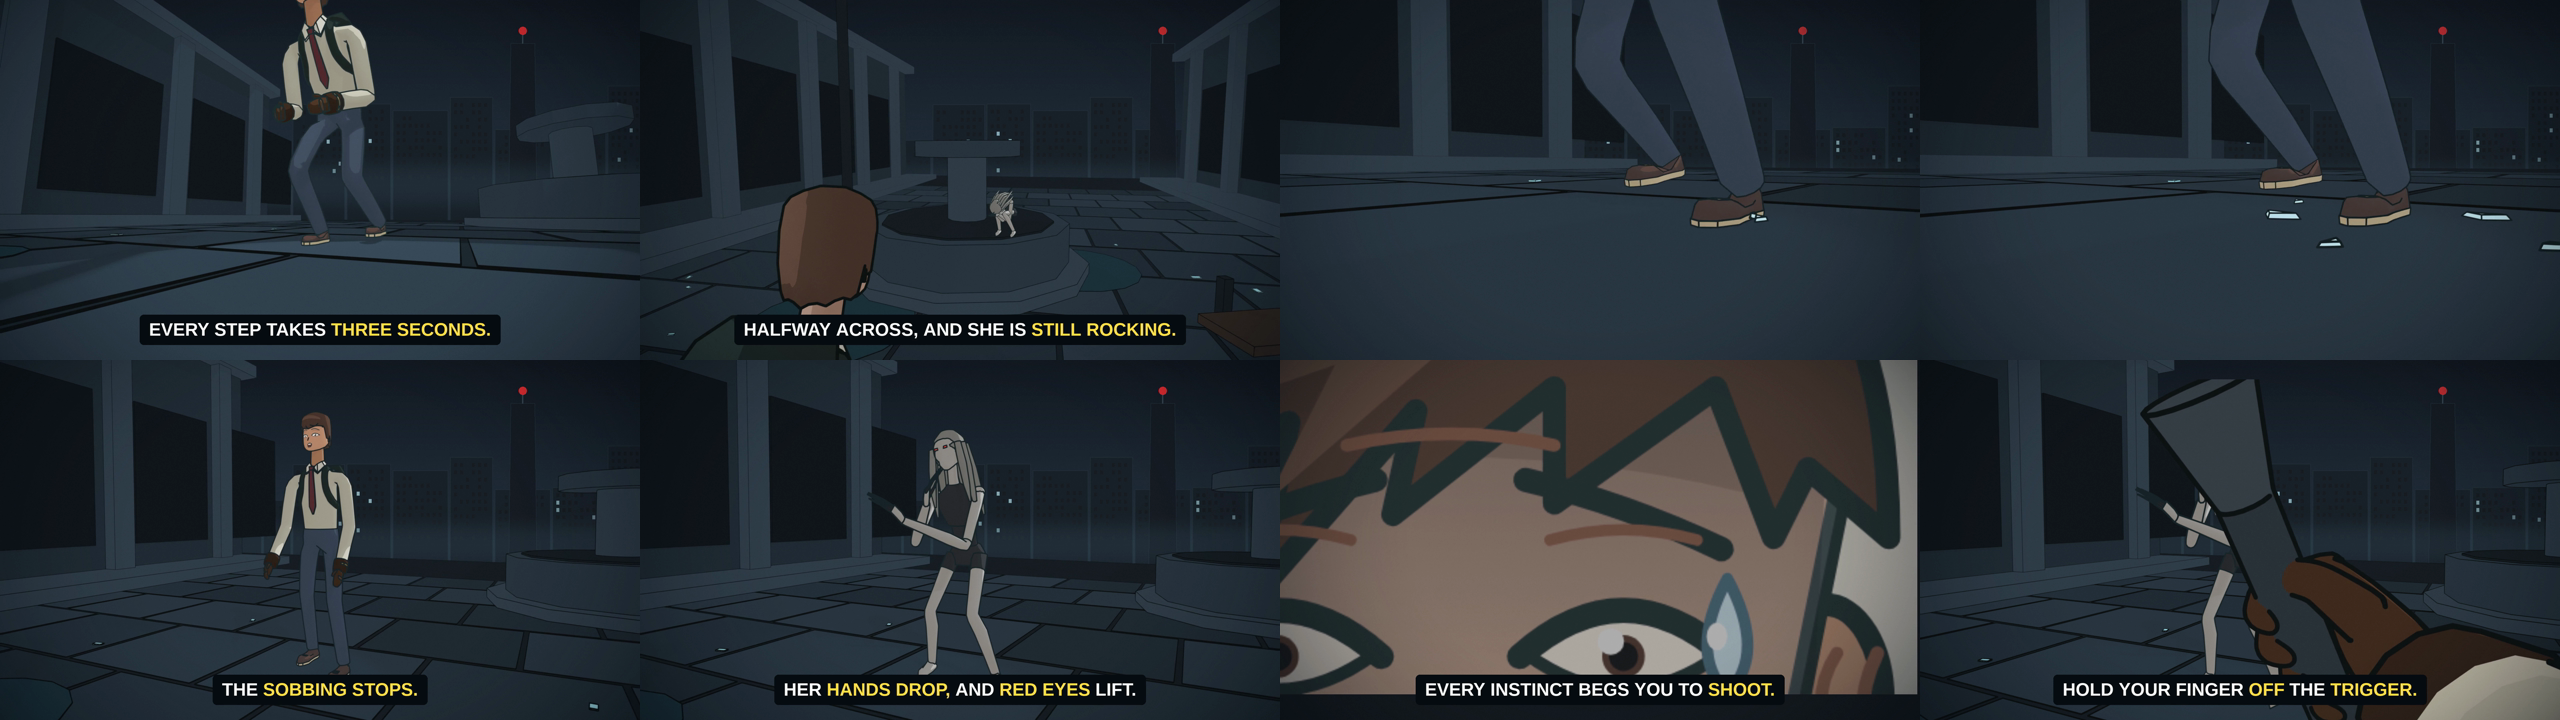 EVERY STEP TAKES THREE SECONDS.
HALFWAY ACROSS, AND SHE IS STILL ROCKING.
THE SOBBING STOPS.
HER HANDS DROP, AND RED EYES LIFT.
EVERY INSTINCT BEGS YOU TO SHOOT.
HOLD YOUR FINGER OFF THE TRIGGER.